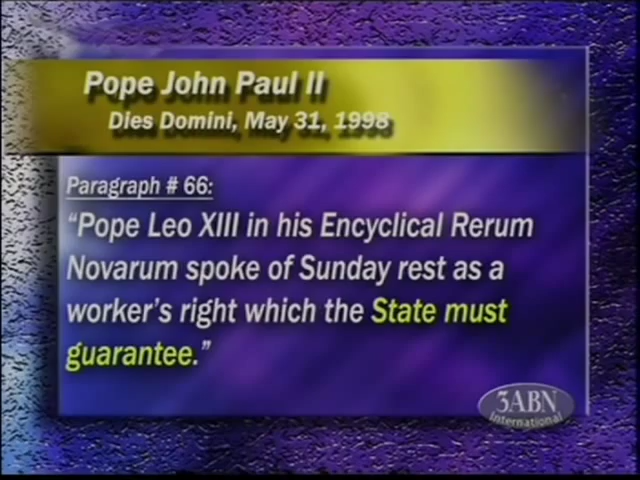 Pope John Paul II
Dies Domini, May 31, 1998
Paragraph # 66:
“Pope Leo XIII in his Encyclical Rerum
Novarum spoke of Sunday rest as a
worker’s right which the State must
guarantee.”
3ABN
International